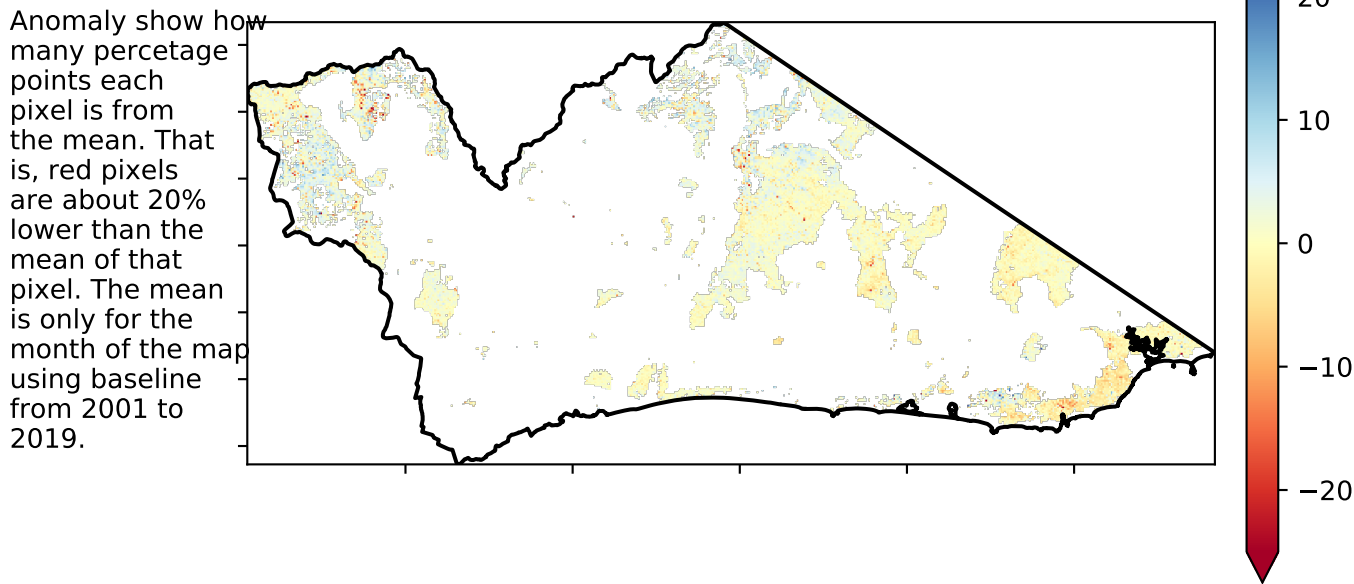 Anomaly show how
many percetage
points each
pixel is from
the mean. That
is, red pixels
are about 20%
lower than the
mean of that
pixel. The mean
is only for the
month of the map
using baseline
from 2001 to
2019.
20
10
0
−10
−20